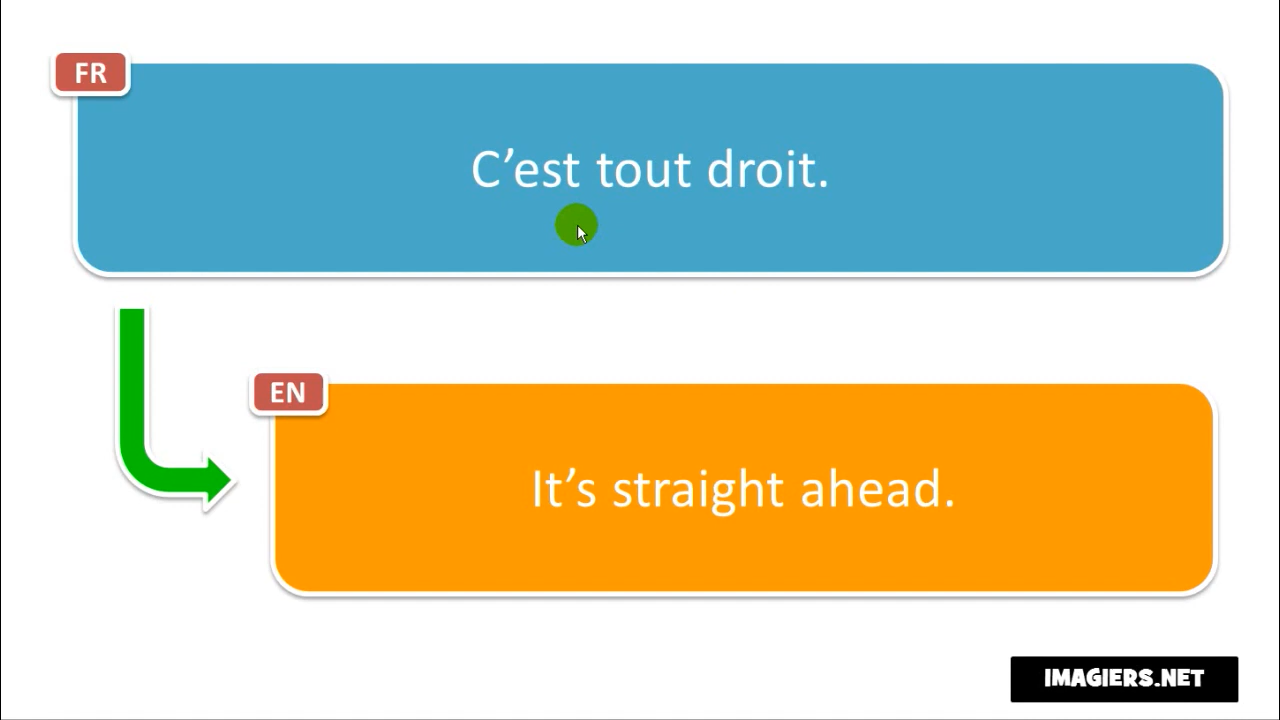 FR
C’est tout droit.
EN
It’s straight ahead.
IMAGIERS.NET